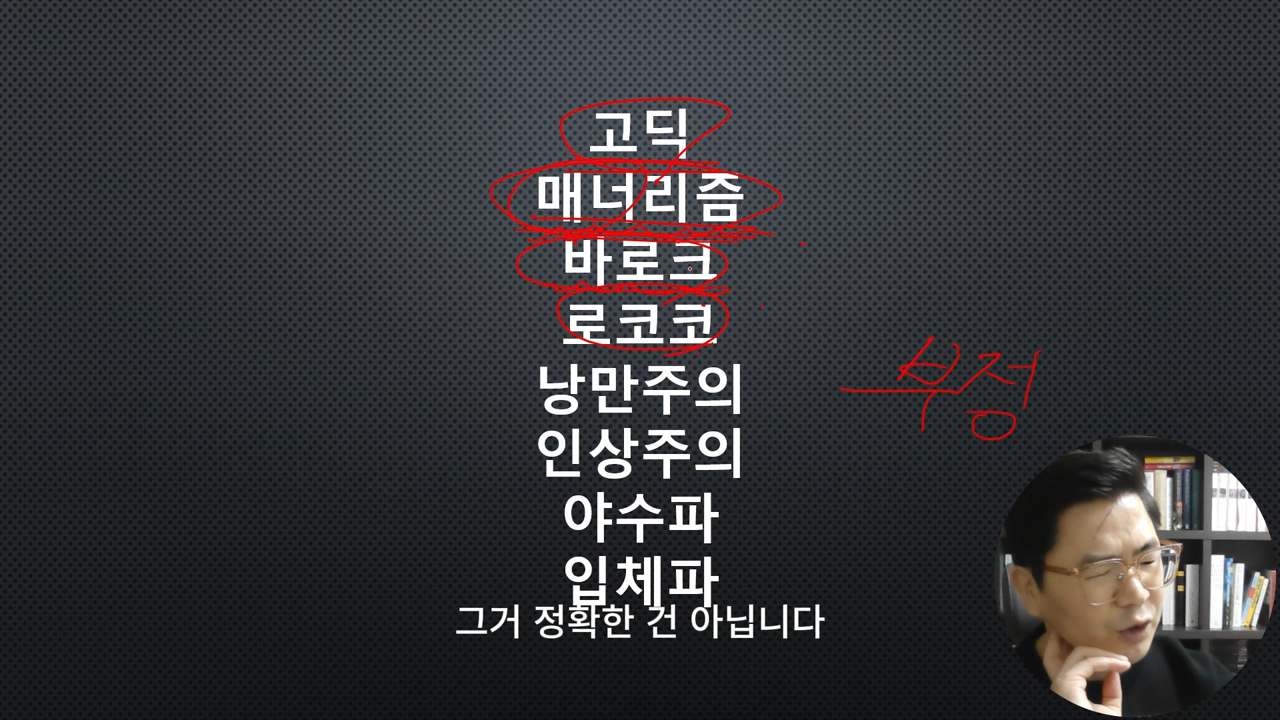 고딕
매너리즘
바로크
로코코
낭만주의
부정
인상주의
야수파
입체파
그거 정확한 건 아닙니다